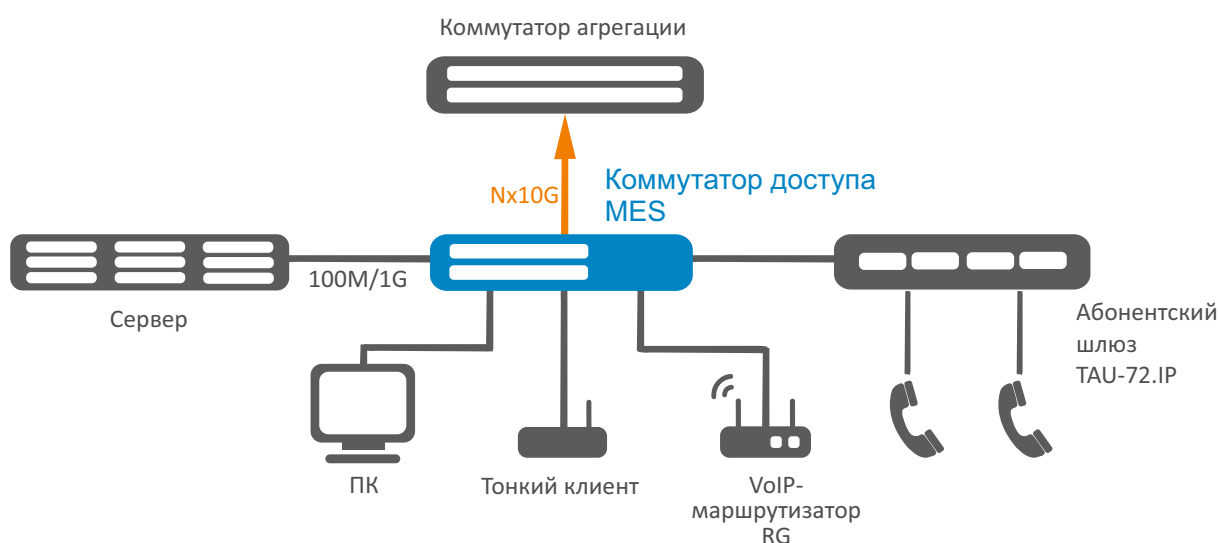 Коммутатор агрегации
Nx10G
Коммутатор доступа
MES
100M/1G
Сервер
Абонентский
шлюз
TAU-72.IP
ПК
Тонкий клиент
VoIP-
маршрутизатор
RG